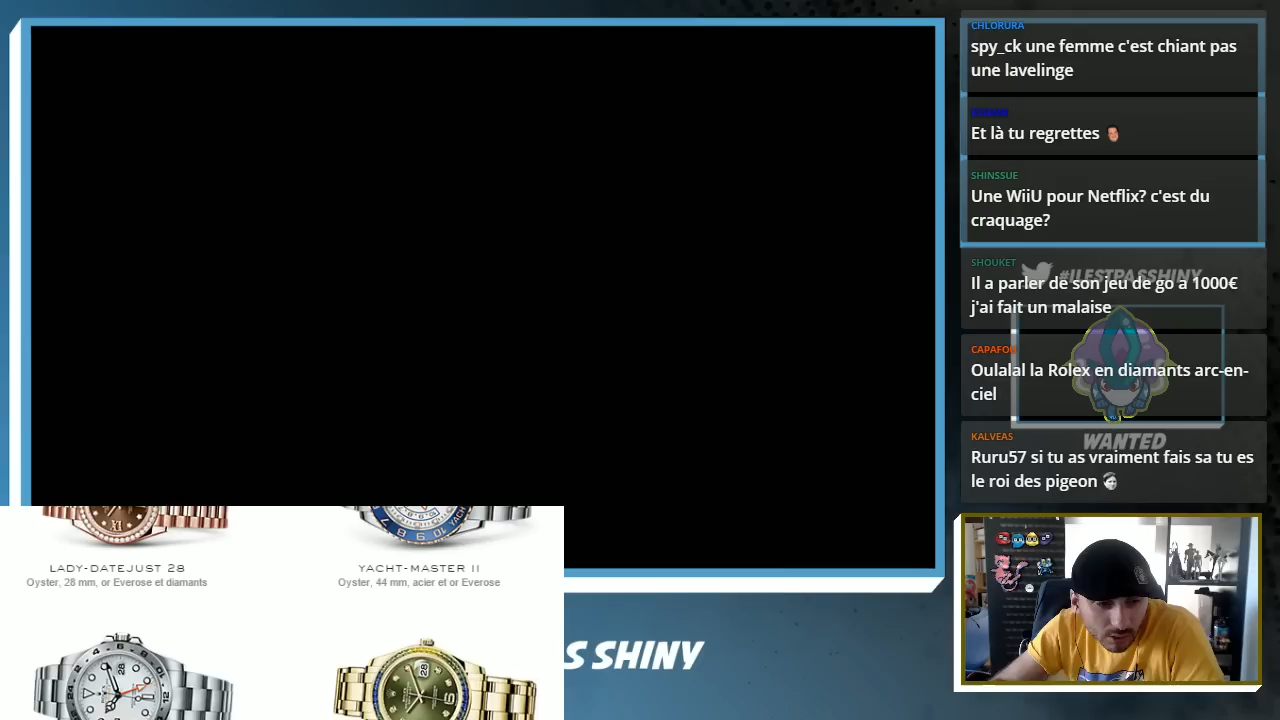 CHLORURA
spy_ck une femme c'est chiant pas
une lavelinge
Et là tu regrettes
SHINSSUE
Une WiiU pour Netflix? c'est du
craquage?
#ILESTPASSHINY
SHOUKET
Il a parler de son jeu de go a 1000€
j'ai fait un malaise
CAPAFOU
Oulalal la Rolex en diamants arc-en-
ciel
WANTED
KALVEAS
Ruru57 si tu as vraiment fais sa tu es
le roi des pigeon
LADY-DATEJUST 28
Oyster, 28 mm, or Everose et diamants
YACHT-MASTER II
Oyster, 44 mm, acier et or Everose
S SHINY